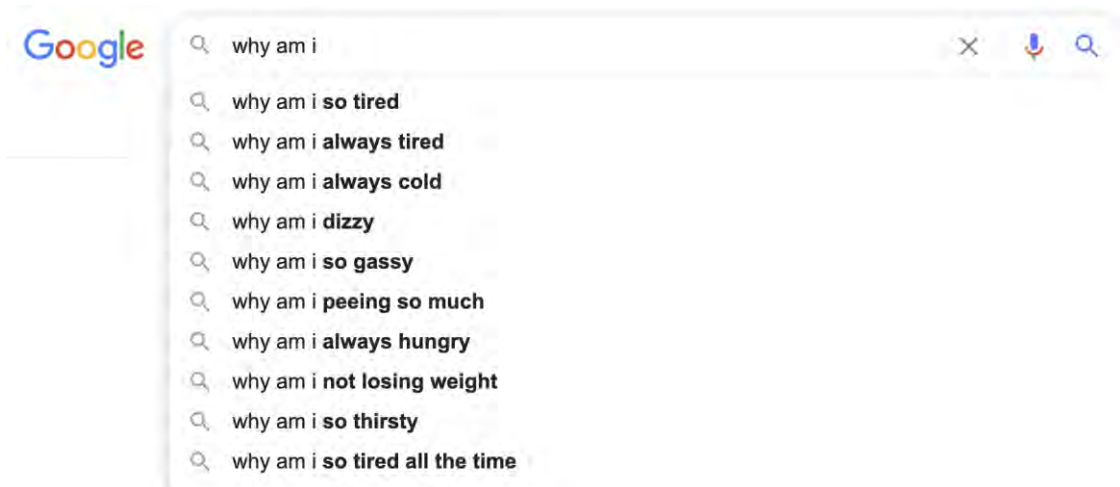 Google
why am i
why am i so tired
why am i always tired
why am i always cold
why am i dizzy
why am i so gassy
why am i peeing so much
why am i always hungry
why am i not losing weight
why am i so thirsty
why am i so tired all the time